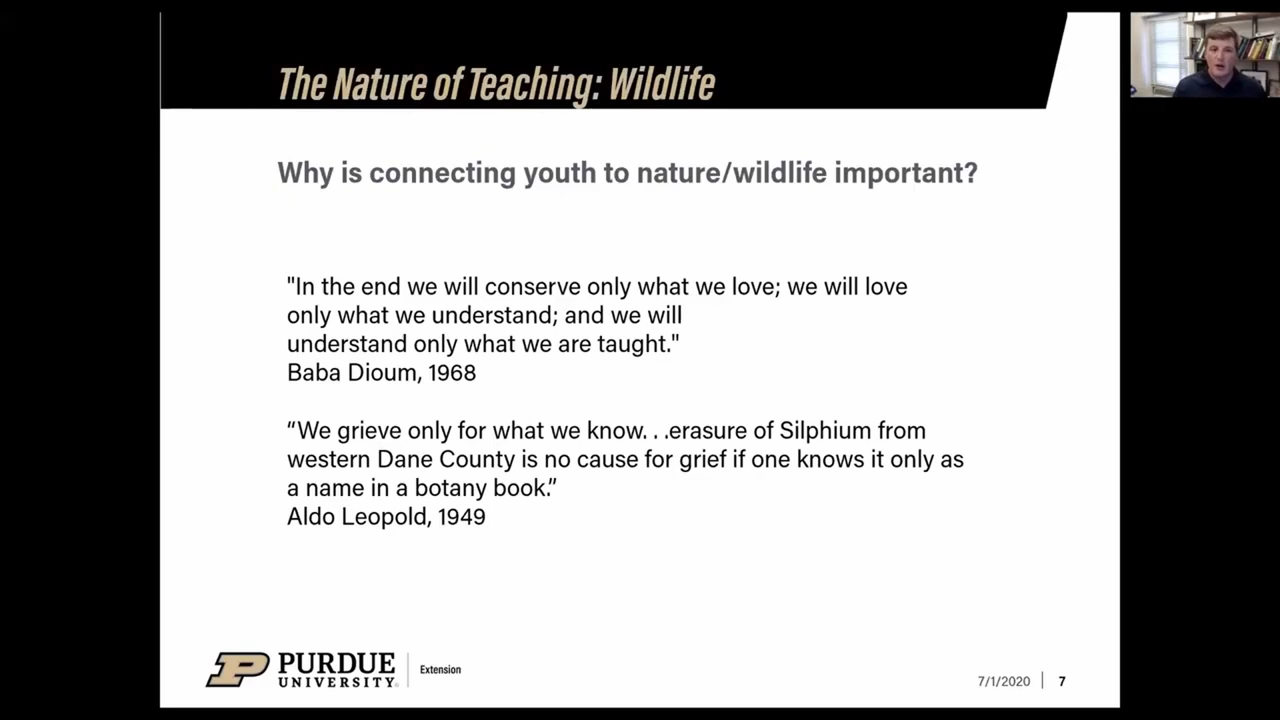 The Nature of Teaching: Wildlife
Why is connecting youth to nature/wildlife important?
"In the end we will conserve only what we love; we will love
only what we understand; and we will
understand only what we are taught."
Baba Dioum, 1968
“We grieve only for what we know. . .erasure of Silphium from
western Dane County is no cause for grief if one knows it only as
a name in a botany book.”
Aldo Leopold, 1949
P PURDUE
UNIVERSITY®
Extension
7/1/2020 | 7